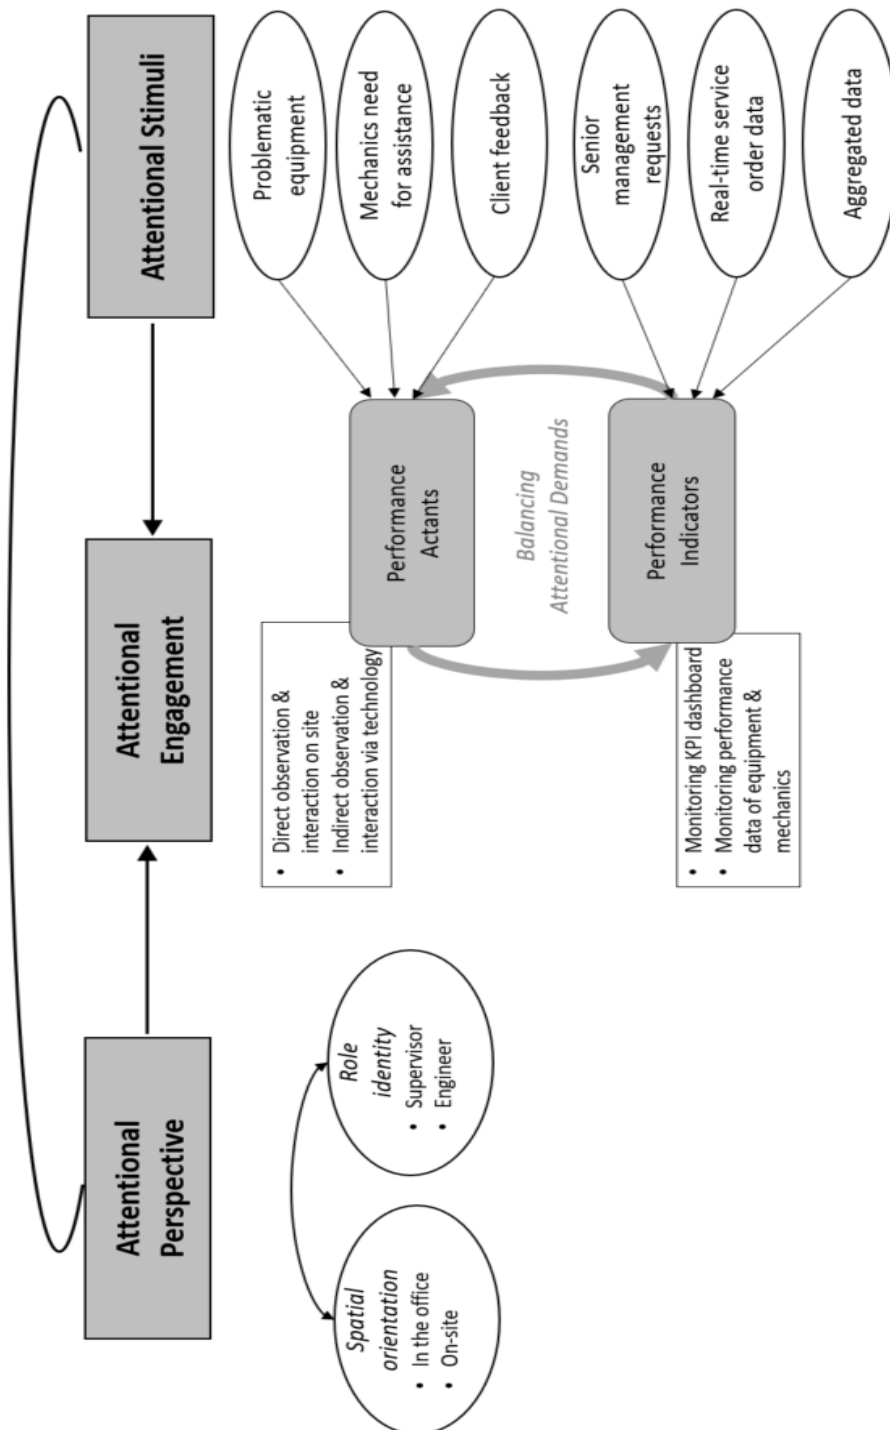 Attentional
Perspective
Attentional
Engagement
Attentional Stimuli
Spatial
orientation
• In the office
• On-site
Role
identity
• Supervisor
• Engineer
• Direct observation &
interaction on site
• Indirect observation &
interaction via technology
Performance
Actants
Balancing
Attentional Demands
• Monitoring KPI dashboard
• Monitoring performance
data of equipment &
mechanics
Performance
Indicators
Problematic
equipment
Mechanics need
for assistance
Client feedback
Senior
management
requests
Real-time service
order data
Aggregated data